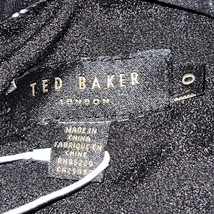 TED BAKER
LONDON
0
MADE IN
CHINA
FABRIQUE EN
CHINE